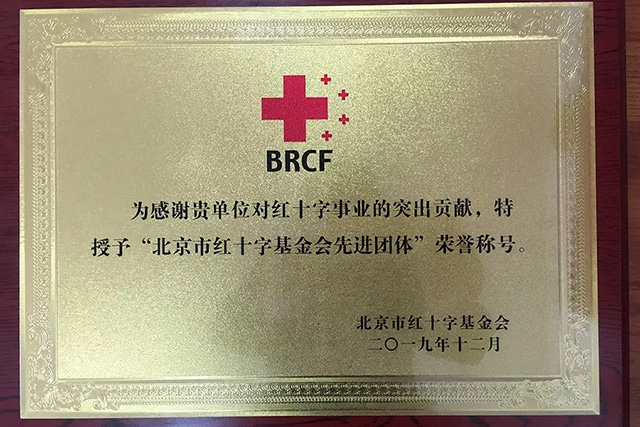 BRCF
为感谢贵单位对红十字事业的突出贡献，特
授予“北京市红十字基金会先进团体”荣誉称号。
北京市红十字基金会
二〇一九年十二月